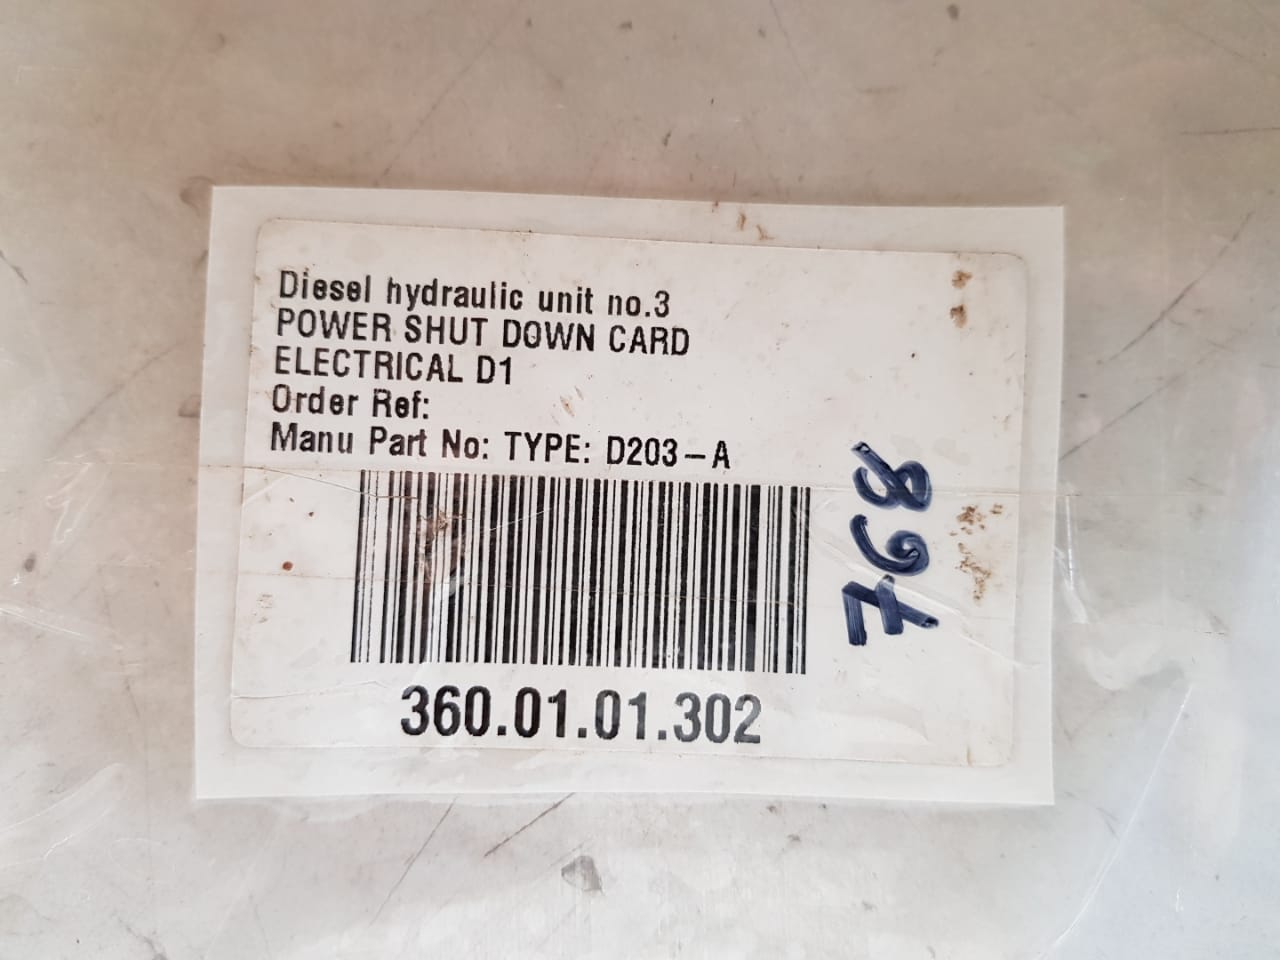 Diesel hydraulic unit no.3
POWER SHUT DOWN CARD
ELECTRICAL D1
Order Ref:
Manu Part No: TYPE: D203-A
360.01.01.302
768